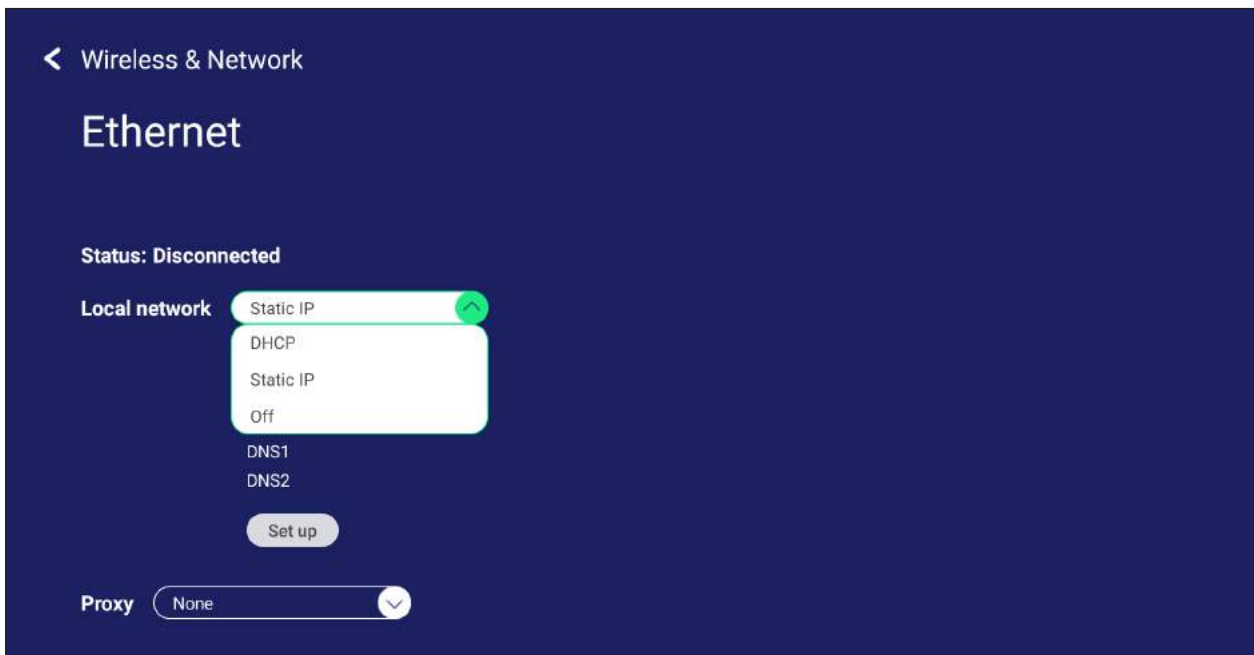 Wireless & Network
Ethernet
Status: Disconnected
Local network Static IP
DHCP
Static IP
Off
DNS1
DNS2
Set up
Proxy None